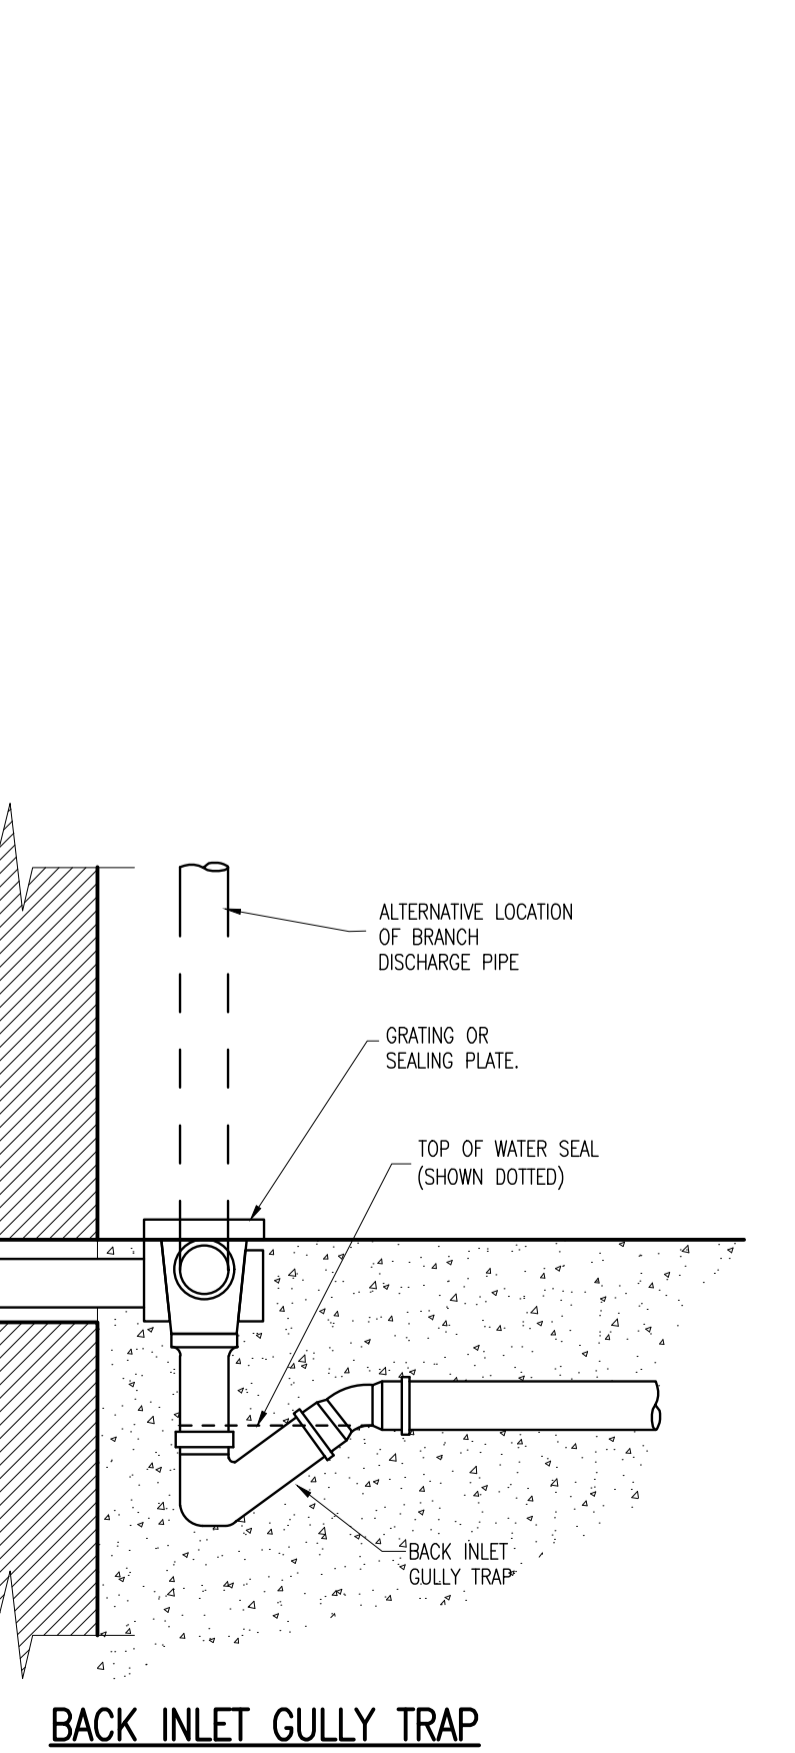 ALTERNATIVE LOCATION
OF BRANCH
DISCHARGE PIPE
GRATING OR
SEALING PLATE.
TOP OF WATER SEAL
(SHOWN DOTTED)
BACK INLET
GULLY TRAP
BACK INLET GULLY TRAP